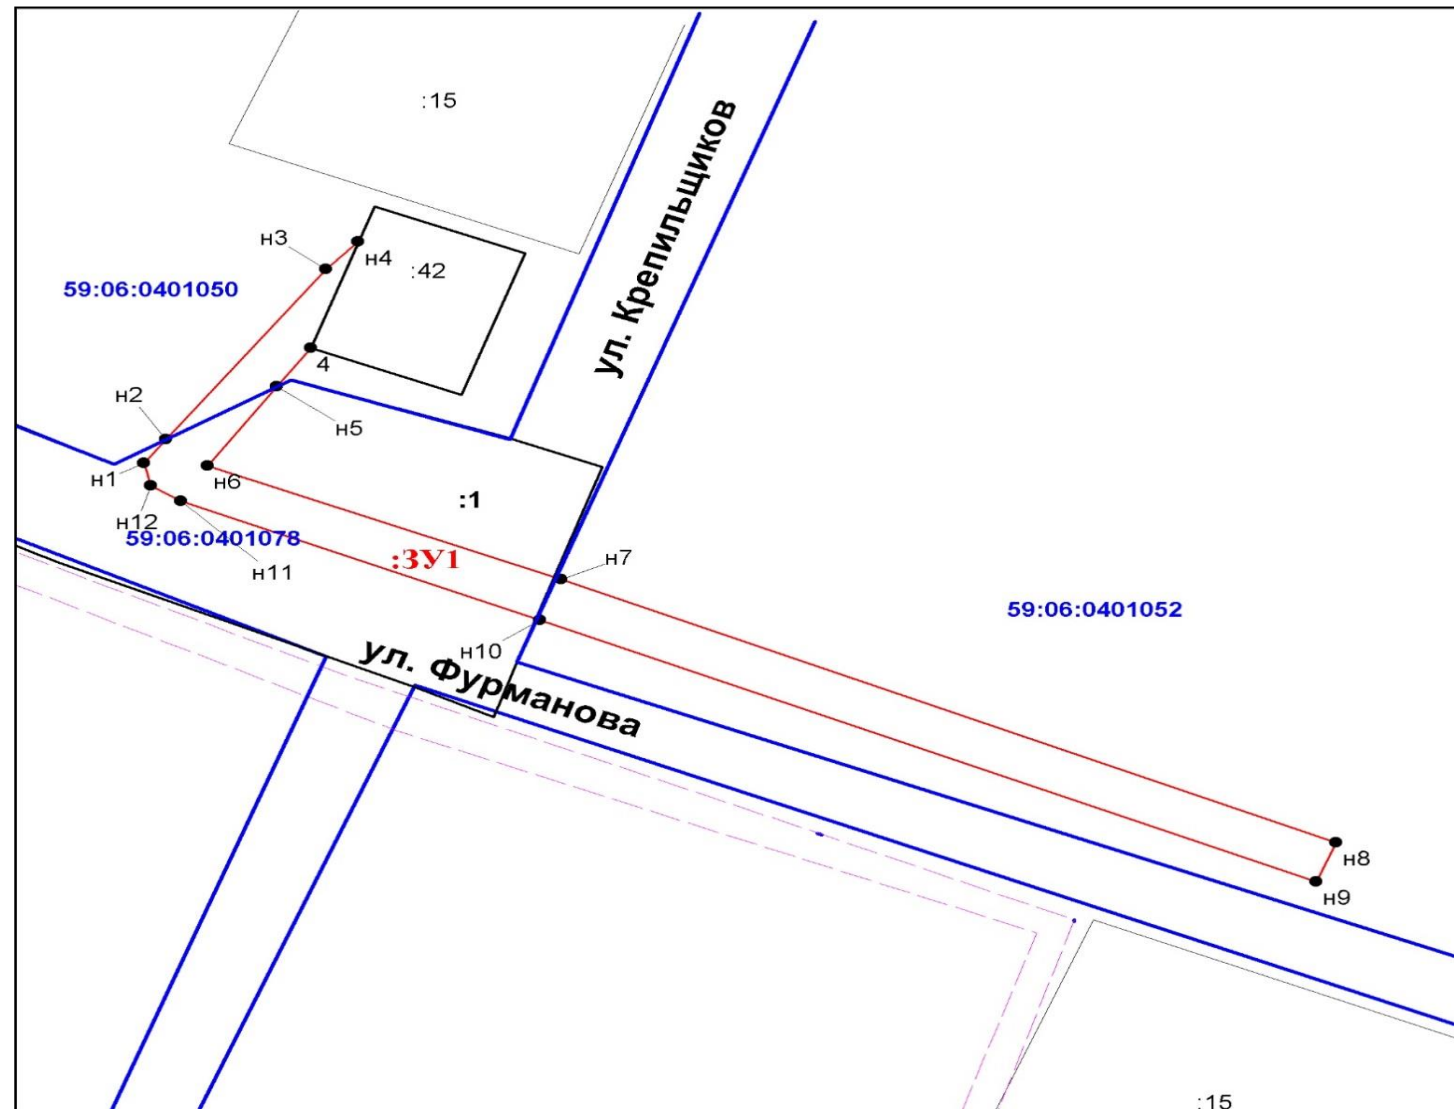 :15
ул. Крепильщиков
н3
н4
:42
59:06:0401050
4
н2
н5
н1
н6
:1
н12
59:06:0401078
:ЗУ1
н7
н11
59:06:0401052
н10
ул. Фурманова
н8
н9
:15